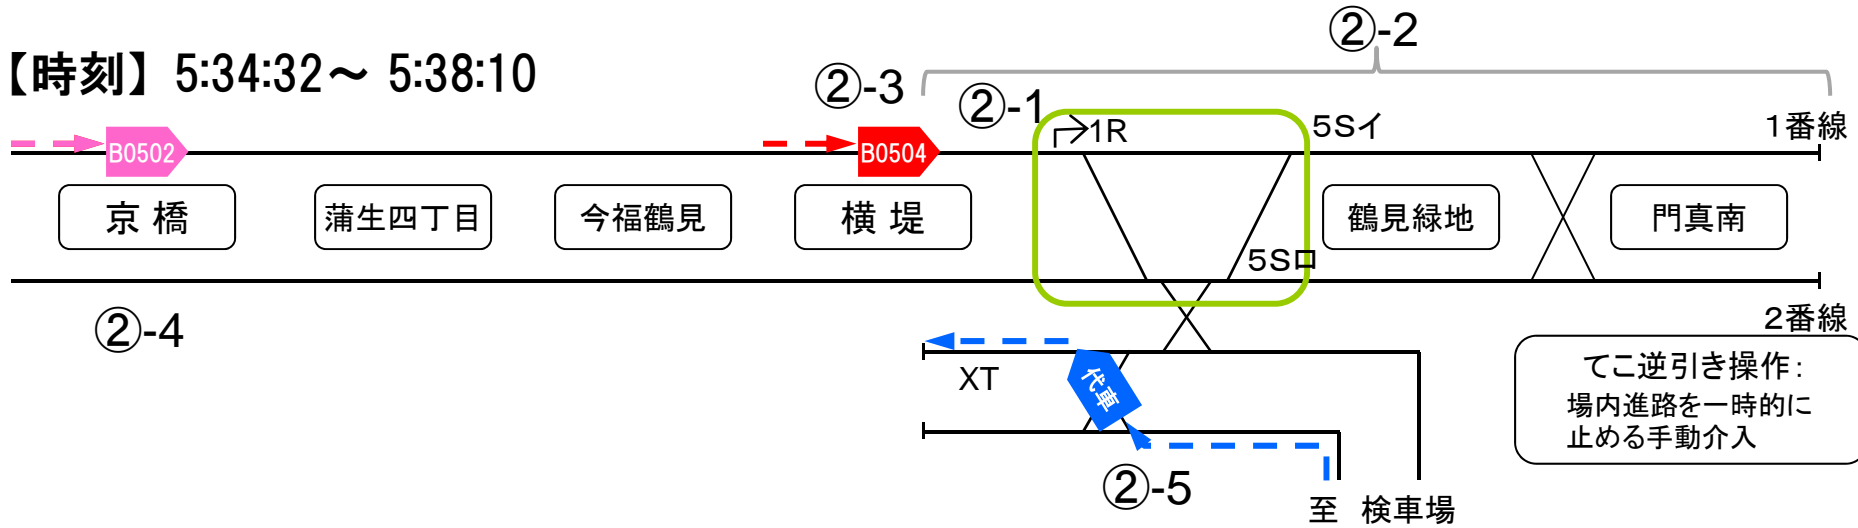 ②-2
【時刻】 5:34:32～ 5:38:10
②-3
②-1
1R
5Sイ
1番線
B0502
B0504
京 橋
蒲生四丁目
今福鶴見
横 堤
鶴見緑地
門真南
5Sロ
②-4
2番線
XT
代車
てこ逆引き操作：
場内進路を一時的に
止める手動介入
②-5
至 検車場